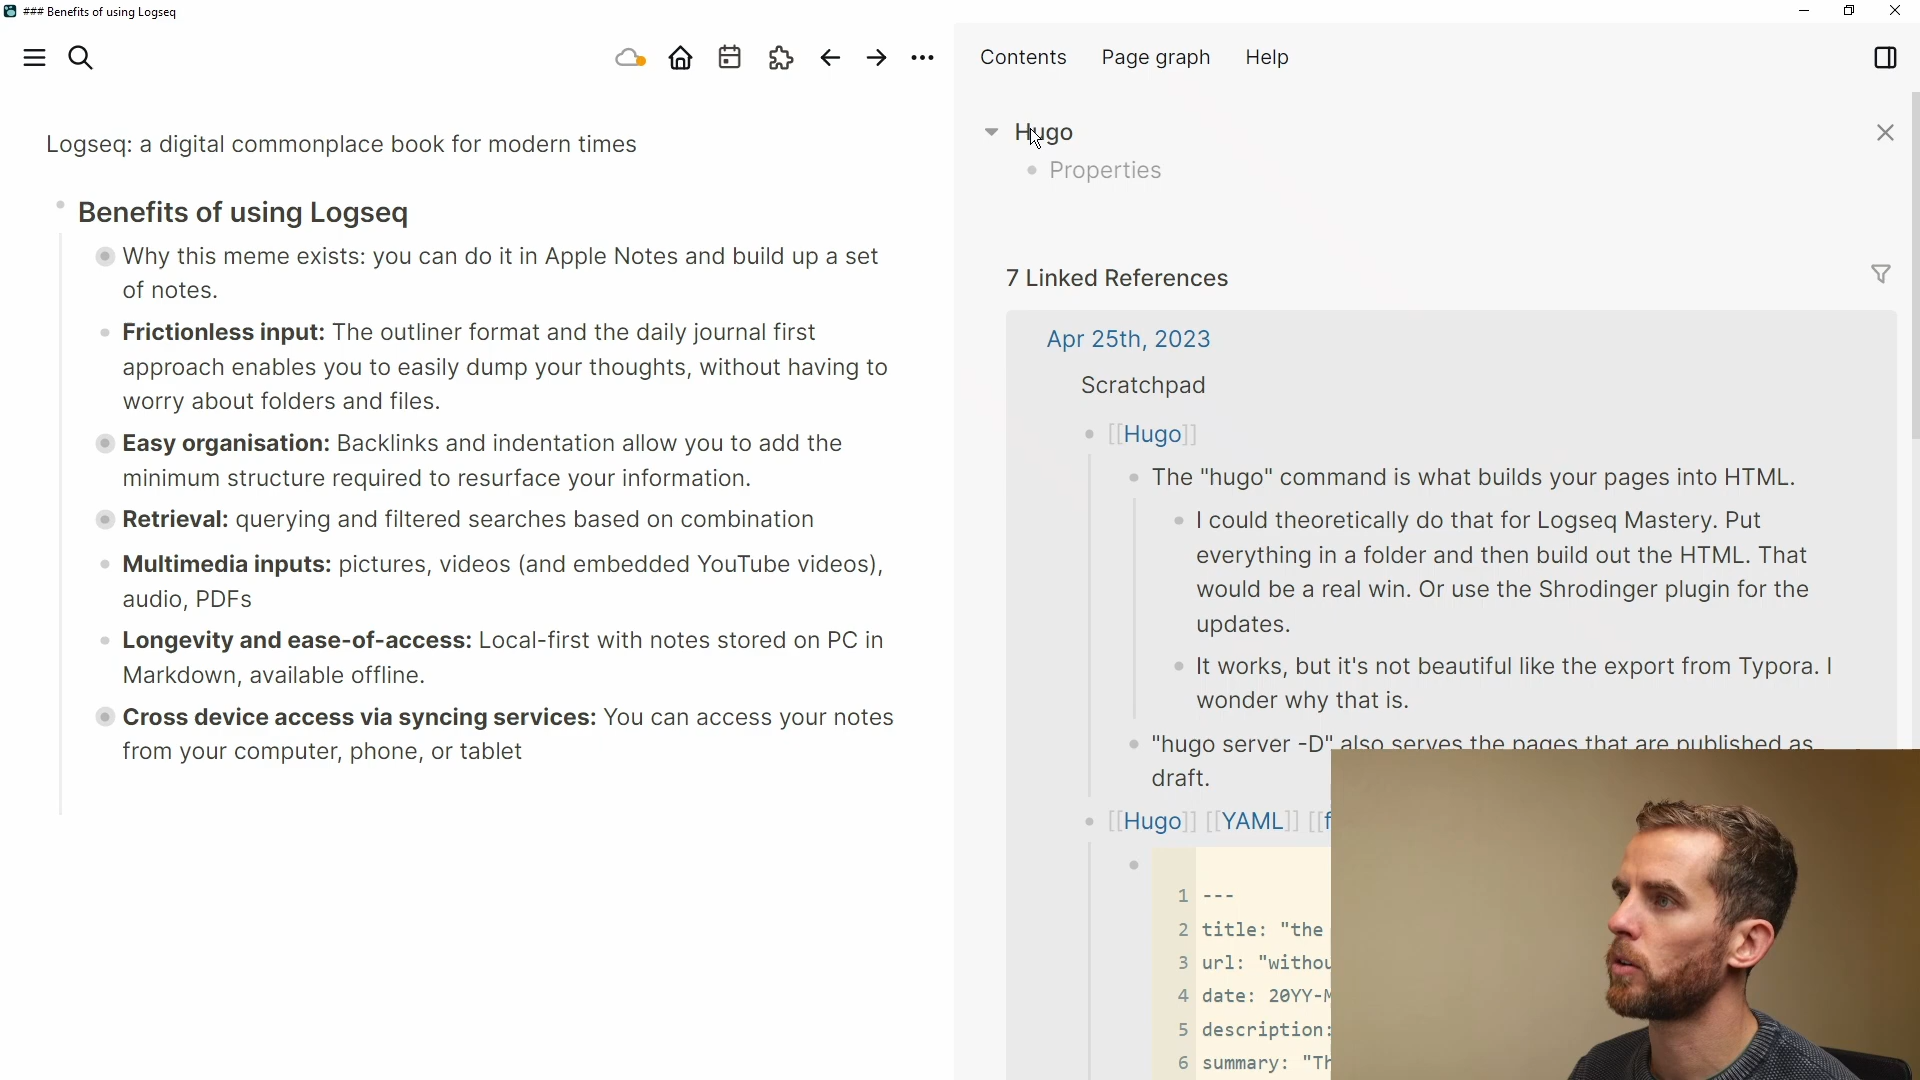 ### Benefits of using Logseq
Contents Page graph Help
Logseq: a digital commonplace book for modern times
Benefits of using Logseq
Why this meme exists: you can do it in Apple Notes and build up a set
of notes.
Frictionless input: The outliner format and the daily journal first
approach enables you to easily dump your thoughts, without having to
worry about folders and files.
Easy organisation: Backlinks and indentation allow you to add the
minimum structure required to resurface your information.
Retrieval: querying and filtered searches based on combination
Multimedia inputs: pictures, videos (and embedded YouTube videos),
audio, PDFs
Longevity and ease-of-access: Local-first with notes stored on PC in
Markdown, available offline.
Cross device access via syncing services: You can access your notes
from your computer, phone, or tablet
Hugo
Properties
7 Linked References
Apr 25th, 2023
Scratchpad
[[Hugo]]
The "hugo" command is what builds your pages into HTML.
I could theoretically do that for Logseq Mastery. Put
everything in a folder and then build out the HTML. That
would be a real win. Or use the Shrodinger plugin for the
updates.
It works, but it's not beautiful like the export from Typora. I
wonder why that is.
"hugo server -D" also serves the pages that are published as
draft.
[[Hugo]] [[YAML]] [[f
1 ---
2 title: "the
3 url: "withou
4 date: 20YY-M
5 description:
6 summary: "Th